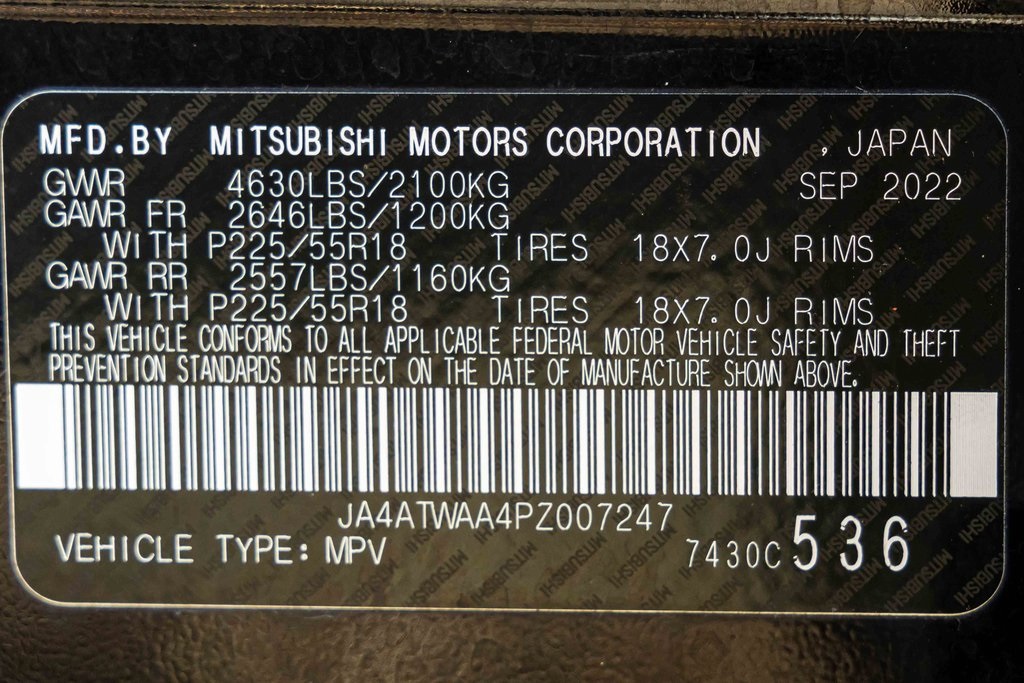 MFD.BY MITSUBISHI MOTORS CORPORATION , JAPAN
GVWR 4630LBS/2100KG SEP 2022
GAWR FR 2646LBS/1200KG
WITH P225/55R18 TIRES 18X7.0J RIMS
GAWR RR 2557LBS/1160KG
WITH P225/55R18 TIRES 18X7.0J RIMS
THIS VEHICLE CONFORMS TO ALL APPLICABLE FEDERAL MOTOR VEHICLE SAFETY AND THEFT
PREVENTION STANDARDS IN EFFECT ON THE DATE OF MANUFACTURE SHOWN ABOVE.
JA4ATWAA4PZ007247
VEHICLE TYPE: MPV 7430C 536